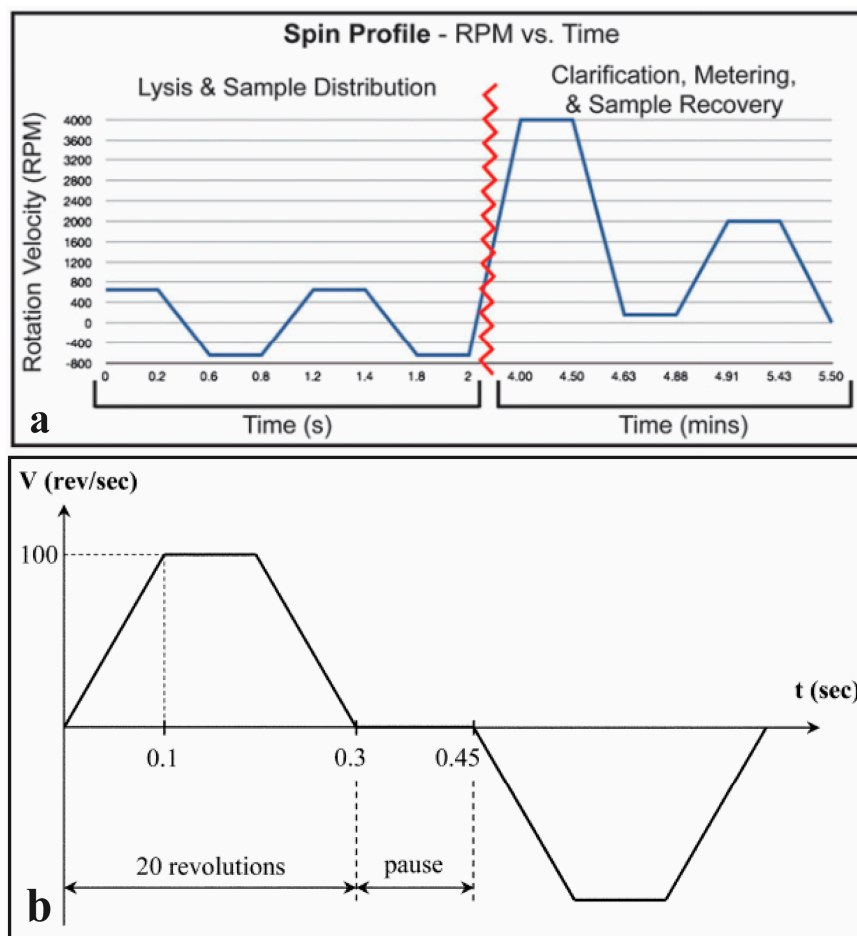 Spin Profile - RPM vs. Time
Lysis & Sample Distribution
Clarification, Metering,
& Sample Recovery
Rotation Velocity (RPM)
4000
3600
3200
2800
2400
2000
1600
1200
800
400
0
-400
-800
0 0.2 0.6 0.8 1.2 1.4 1.8 2 4.00 4.50 4.63 4.88 4.91 5.43 5.50
Time (s) Time (mins)
a
V (rev/sec)
100
t (sec)
0.1 0.3 0.45
20 revolutions pause
b